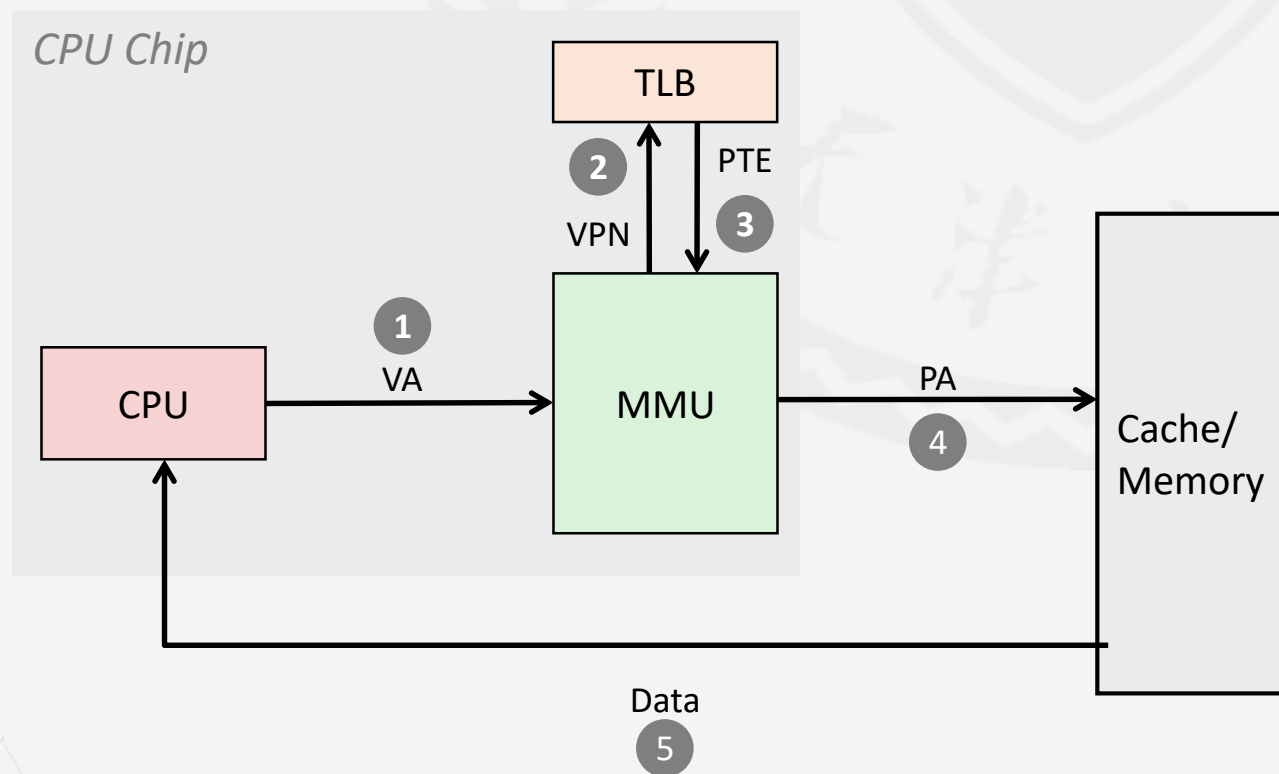 CPU Chip
TLB
2
PTE
VPN
3
1
VA
CPU
MMU
PA
4
Cache/
Memory
Data
5